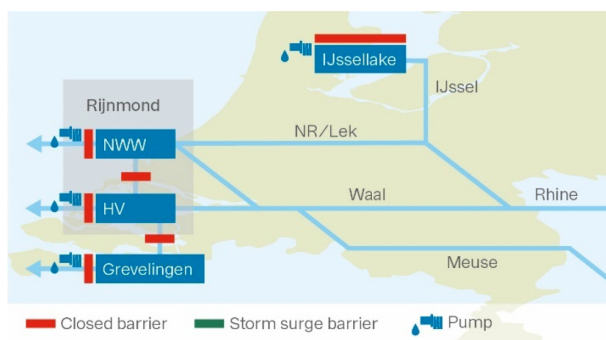 IJssellake
IJssel
Rijnmond
NWW
NR/Lek
HV
Waal
Rhine
Grevelingen
Meuse
Closed barrier
Storm surge barrier
Pump